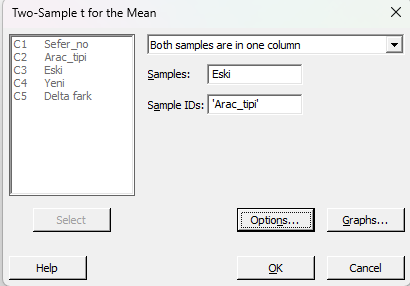 Two-Sample t for the Mean
C1 Sefer_no
C2 Arac_tipi
C3 Eski
C4 Yeni
C5 Delta fark
Both samples are in one column
Samples: Eski
Sample IDs: 'Arac_tipi'
Select
Options...
Graphs...
Help
OK
Cancel